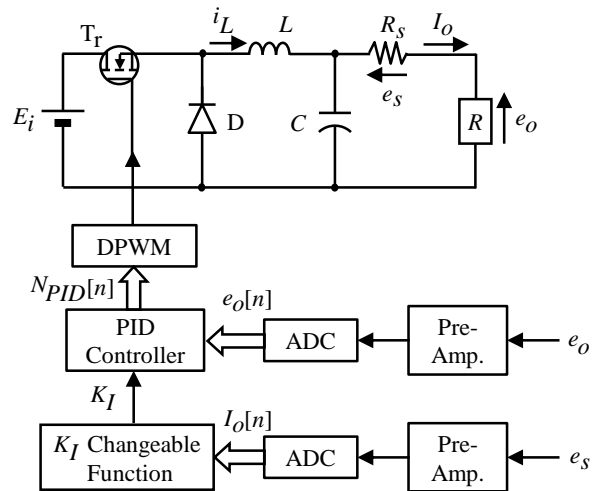 Tr
iL
L
Rs
Io
es
Ei
D
C
R
eo
DPWM
NPID[n]
eo[n]
PID
Controller
ADC
Pre-
Amp.
eo
KI
Io[n]
KI Changeable
Function
ADC
Pre-
Amp.
es